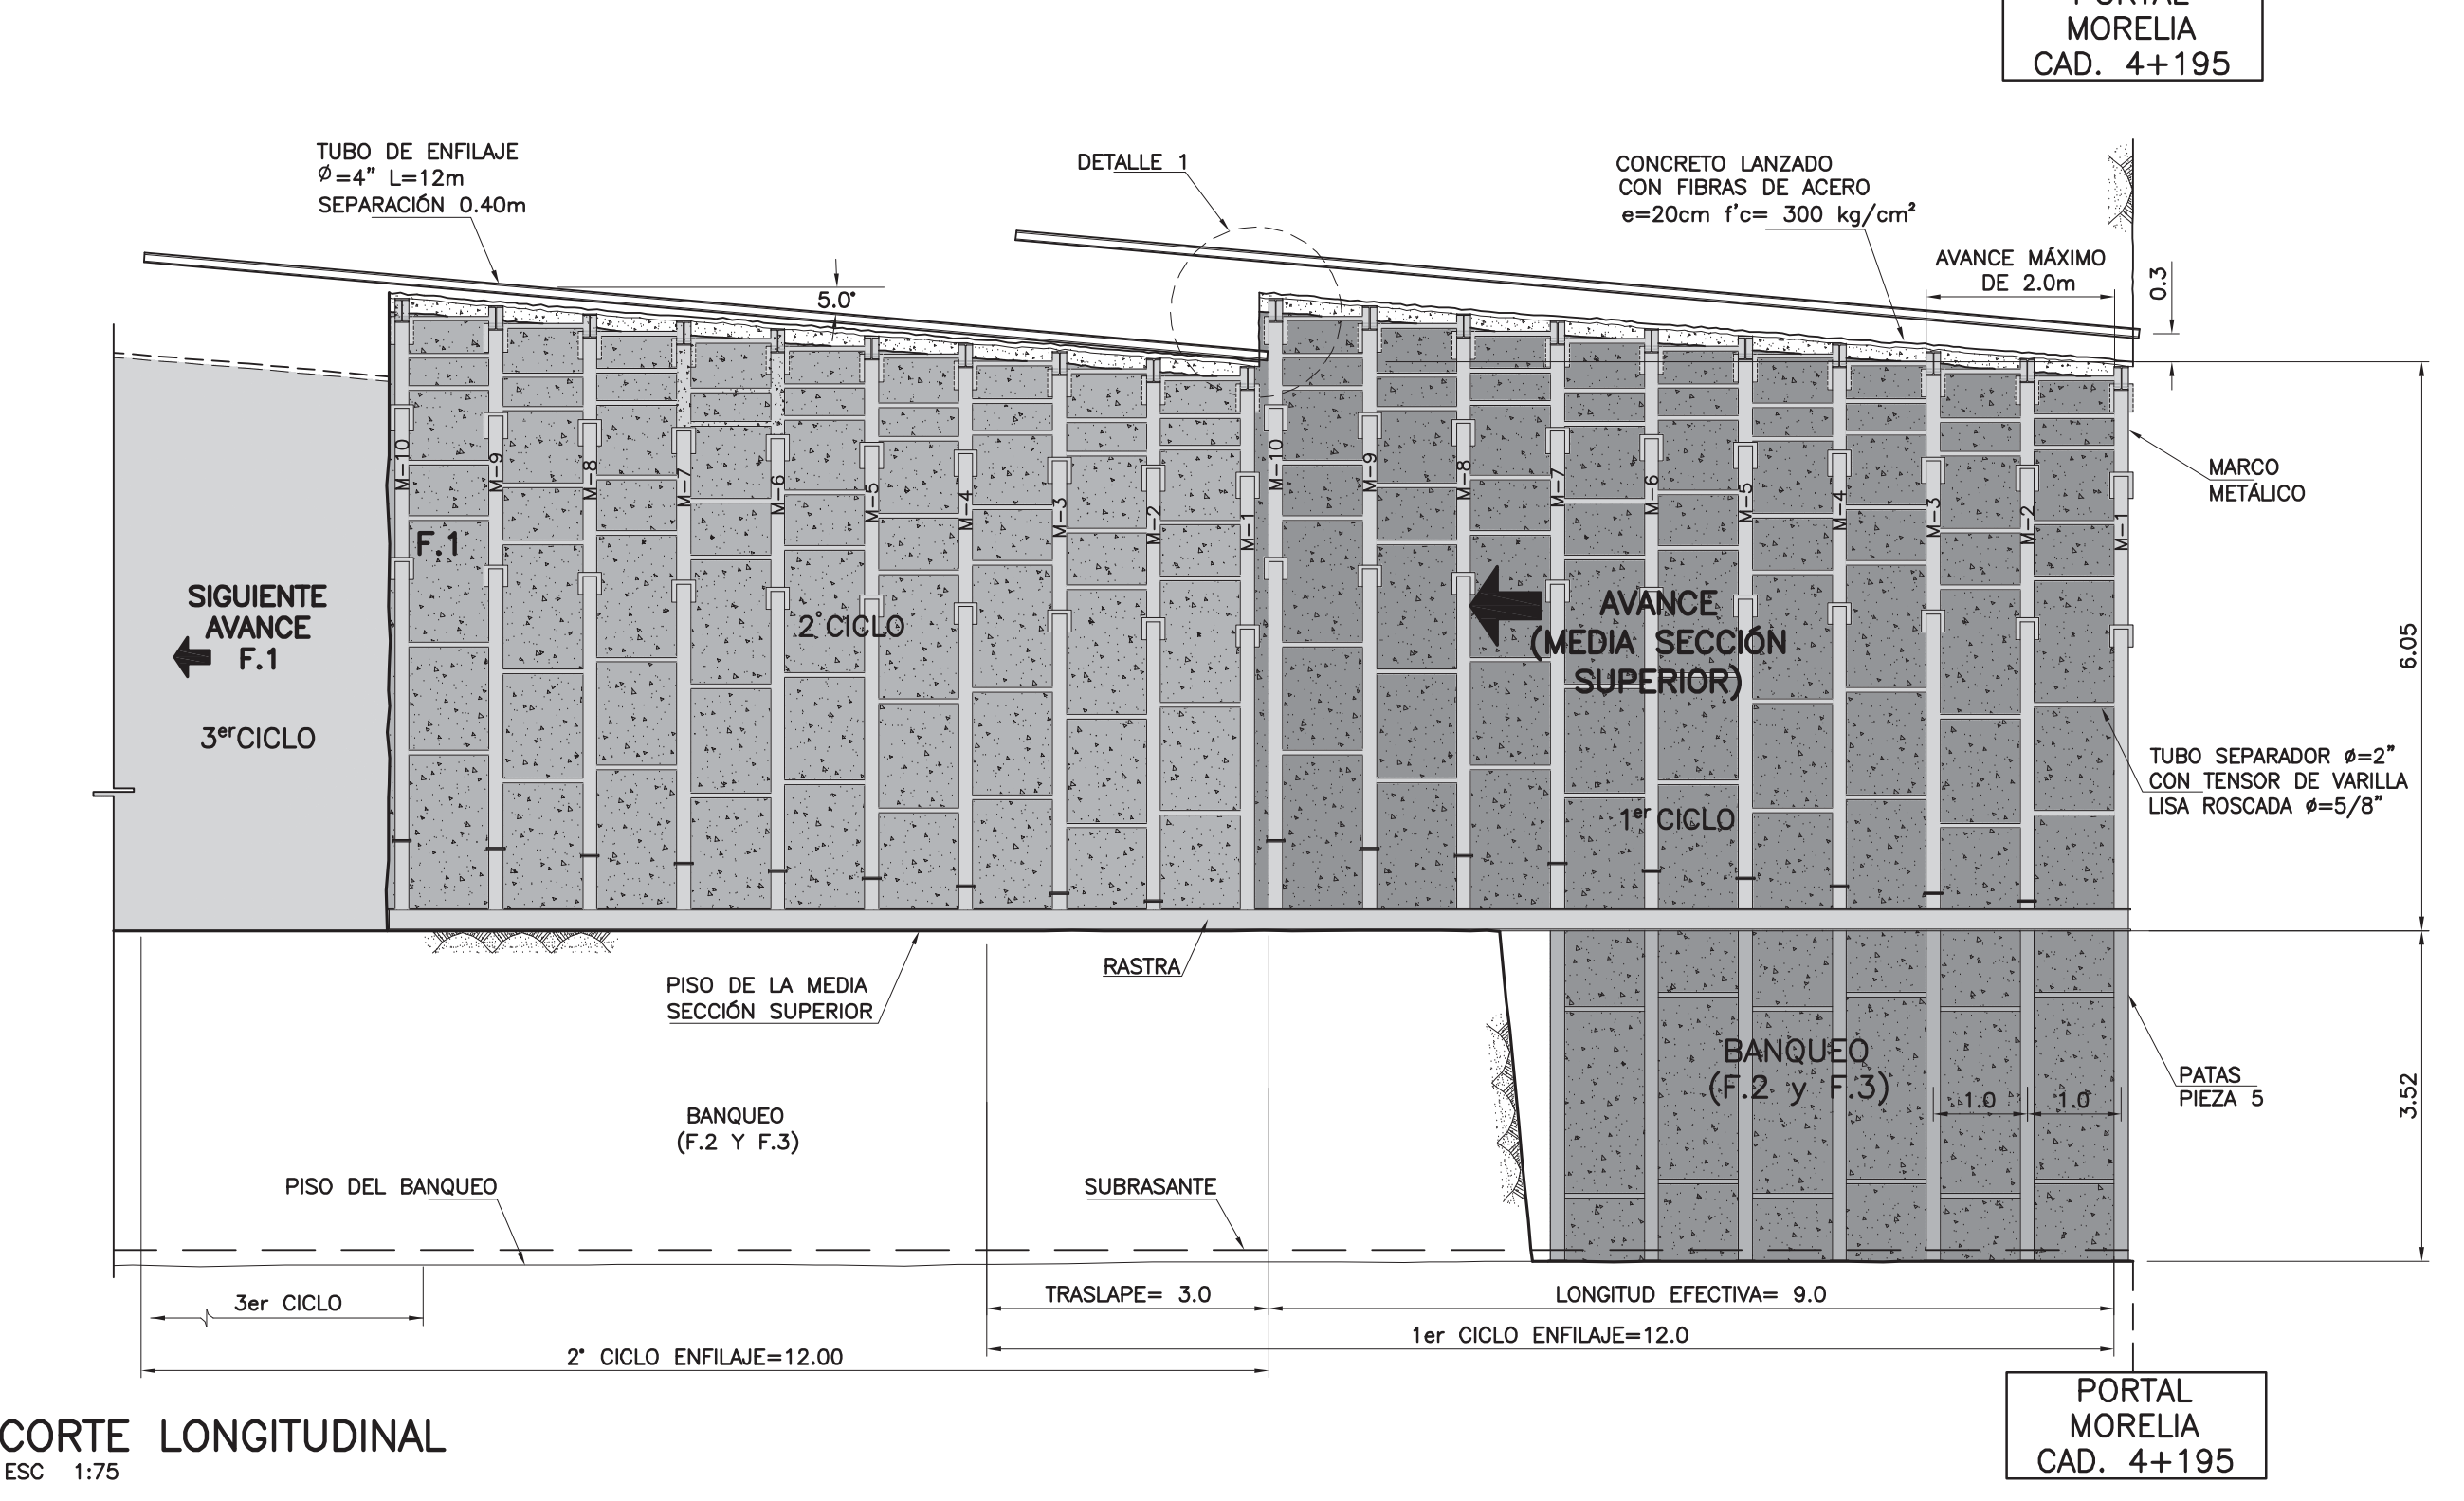 PORTAL
MORELIA
CAD. 4+195
TUBO DE ENFILAJE
Ø=4" L=12m
SEPARACIÓN 0.40m
DETALLE 1
CONCRETO LANZADO
CON FIBRAS DE ACERO
e=20cm f'c= 300 kg/cm²
AVANCE MÁXIMO
DE 2.0m
0.3
5.0°
M-10
M-9
M-8
M-7
M-6
M-5
M-4
M-3
M-2
M-1
M-10
M-9
M-8
M-7
M-6
M-5
M-4
M-3
M-2
M-1
MARCO
METÁLICO
F.1
SIGUIENTE
AVANCE
F.1
3er CICLO
2° CICLO
AVANCE
(MEDIA SECCIÓN
SUPERIOR)
1er CICLO
6.05
TUBO SEPARADOR ø=2"
CON TENSOR DE VARILLA
LISA ROSCADA ø=5/8"
PISO DE LA MEDIA
SECCIÓN SUPERIOR
RASTRA
BANQUEO
(F.2 y F.3)
1.0
1.0
PATAS
PIEZA 5
3.52
BANQUEO
(F.2 Y F.3)
PISO DEL BANQUEO
SUBRASANTE
3er CICLO
TRASLAPE= 3.0
LONGITUD EFECTIVA= 9.0
1er CICLO ENFILAJE=12.0
2° CICLO ENFILAJE=12.00
PORTAL
MORELIA
CAD. 4+195
CORTE LONGITUDINAL
ESC 1:75